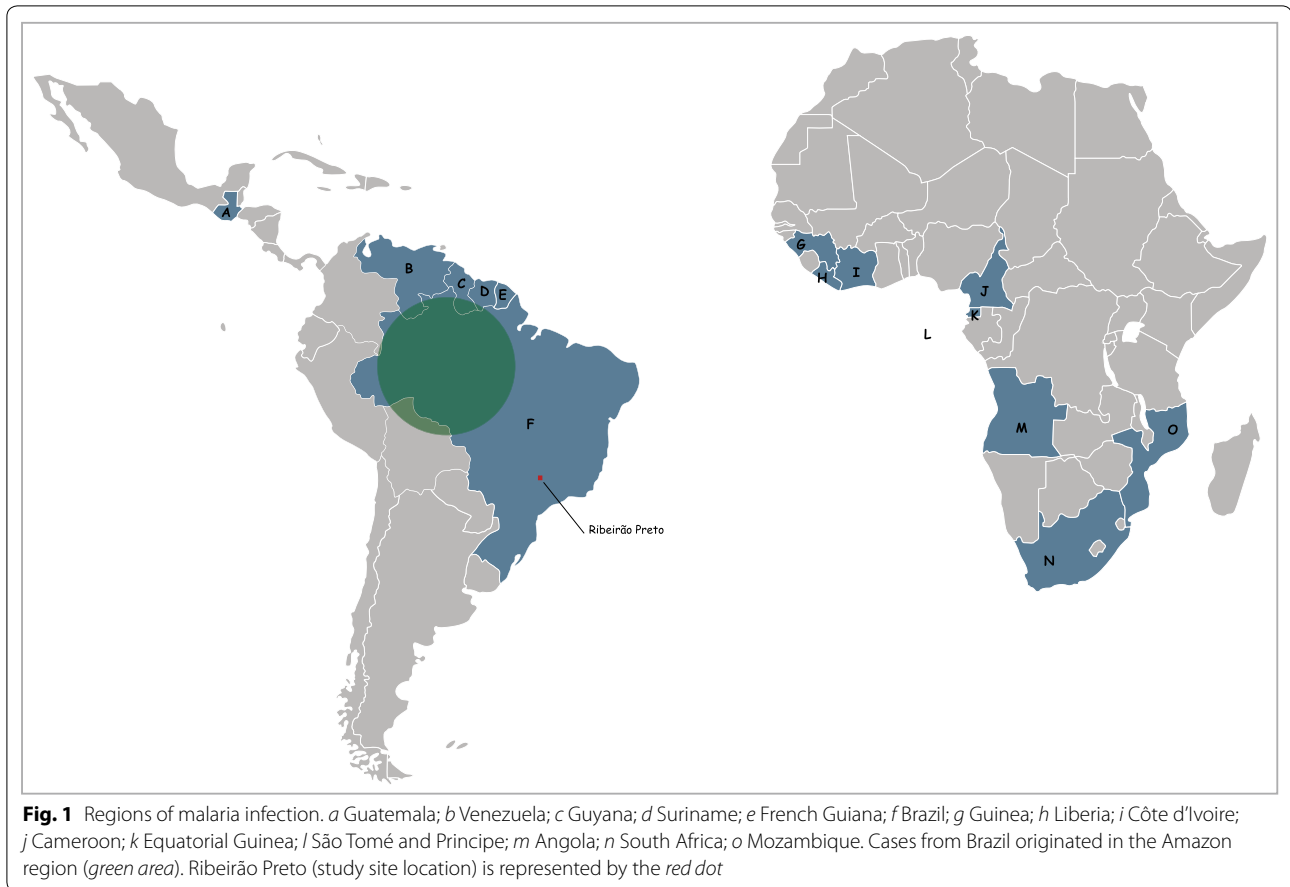 A
B
C
D
E
F
Ribeirão Preto
G
H
I
J
K
L
M
O
N
Fig. 1 Regions of malaria infection. a Guatemala; b Venezuela; c Guyana; d Suriname; e French Guiana; f Brazil; g Guinea; h Liberia; i Côte d’Ivoire;
j Cameroon; k Equatorial Guinea; l São Tomé and Principe; m Angola; n South Africa; o Mozambique. Cases from Brazil originated in the Amazon
region (green area). Ribeirão Preto (study site location) is represented by the red dot